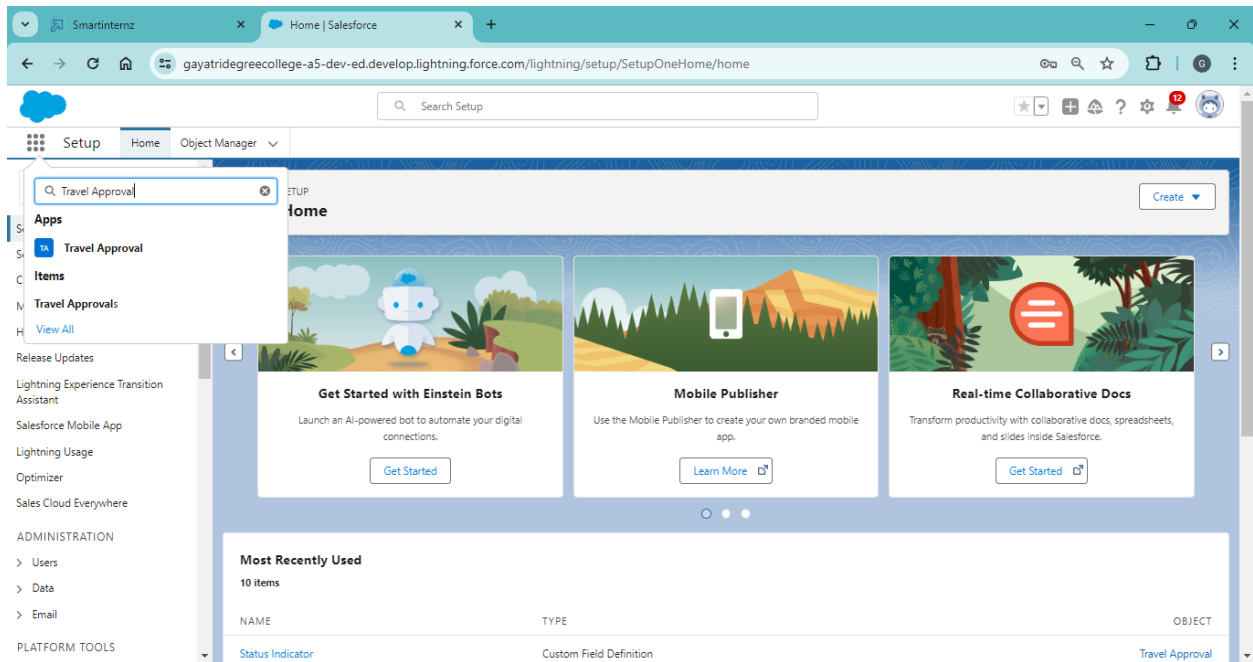 Smartinternz
Home | Salesforce
gayatridegreecollege-a5-dev-ed.develop.lightning.force.com/lightning/setup/SetupOneHome/home
G
Search Setup
12
Setup
Home
Object Manager
Travel Approval
Apps
TA Travel Approval
Items
Travel Approvals
View All
ETUP
Home
Create
Release Updates
Lightning Experience Transition
Assistant
Salesforce Mobile App
Lightning Usage
Optimizer
Sales Cloud Everywhere
ADMINISTRATION
Users
Data
Email
PLATFORM TOOLS
Get Started with Einstein Bots
Launch an AI-powered bot to automate your digital
connections.
Get Started
Mobile Publisher
Use the Mobile Publisher to create your own branded mobile
app.
Learn More
Real-time Collaborative Docs
Transform productivity with collaborative docs, spreadsheets,
and slides inside Salesforce.
Get Started
Most Recently Used
10 items
NAME TYPE OBJECT
Status Indicator Custom Field Definition Travel Approval